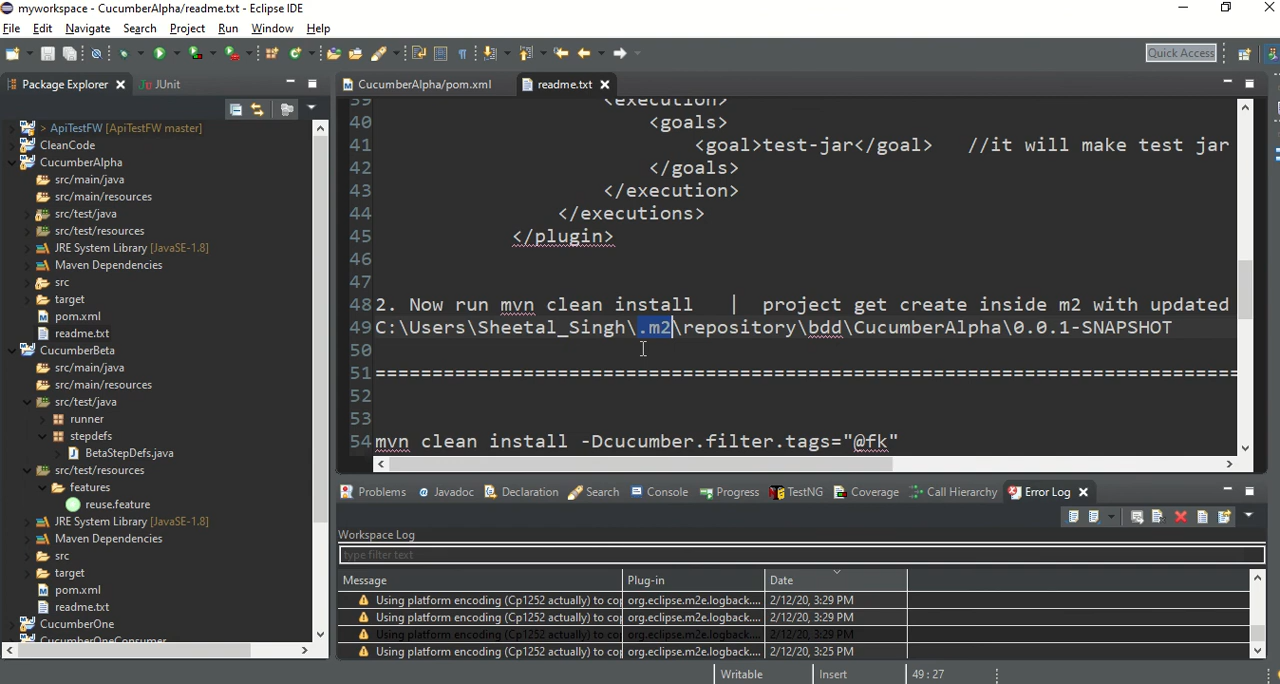 myworkspace - CucumberAlpha/readme.txt - Eclipse IDE
File Edit Navigate Search Project Run Window Help
Quick Access
Package Explorer JUnit
CucumberAlpha/pom.xml readme.txt
> ApiTestFW [ApiTestFW master]
CleanCode
CucumberAlpha
src/main/java
src/main/resources
src/test/java
src/test/resources
JRE System Library [JavaSE-1.8]
Maven Dependencies
src
target
pom.xml
readme.txt
CucumberBeta
src/main/java
src/main/resources
src/test/java
runner
stepdefs
BetaStepDefs.java
src/test/resources
features
reuse.feature
JRE System Library [JavaSE-1.8]
Maven Dependencies
src
target
pom.xml
readme.txt
CucumberOne
CucumberOneConsumer
39 <execution>
40 <goals>
41 <goal>test-jar</goal> //it will make test jar
42 </goals>
43 </execution>
44 </executions>
45 </plugin>
46
47
48 2. Now run mvn clean install | project get create inside m2 with updated
49 C:\Users\Sheetal_Singh\.m2\repository\bdd\CucumberAlpha\0.0.1-SNAPSHOT
50
51 ============================================================================
52
53
54 mvn clean install -Dcucumber.filter.tags="@fk"
Problems Javadoc Declaration Search Console Progress TestNG Coverage Call Hierarchy Error Log
Workspace Log
type filter text
Message Plug-in Date
Using platform encoding (Cp1252 actually) to cop org.eclipse.m2e.logback.... 2/12/20, 3:29 PM
Using platform encoding (Cp1252 actually) to cop org.eclipse.m2e.logback.... 2/12/20, 3:29 PM
Using platform encoding (Cp1252 actually) to cop org.eclipse.m2e.logback.... 2/12/20, 3:29 PM
Using platform encoding (Cp1252 actually) to cop org.eclipse.m2e.logback.... 2/12/20, 3:25 PM
Writable Insert 49 : 27